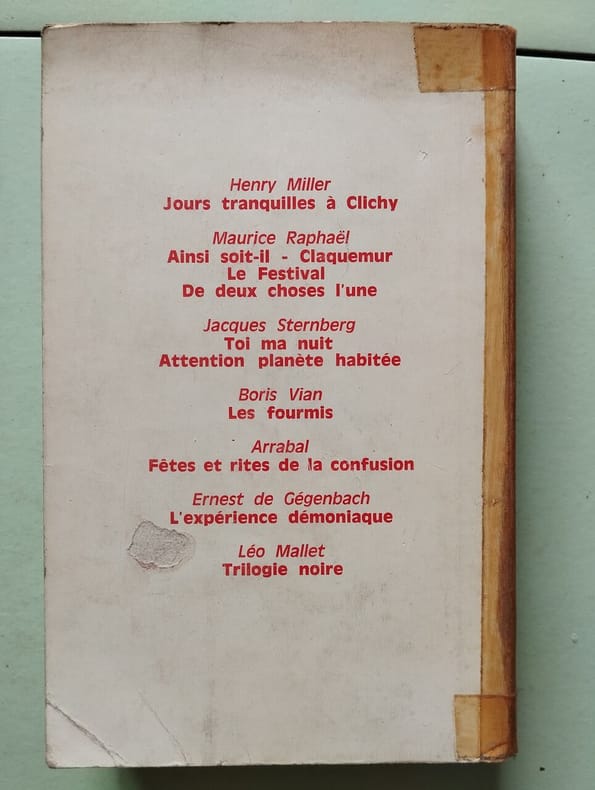 Henry Miller
Jours tranquilles à Clichy
Maurice Raphaël
Ainsi soit-il - Claquemur
Le Festival
De deux choses l'une
Jacques Sternberg
Toi ma nuit
Attention planète habitée
Boris Vian
Les fourmis
Arrabal
Fêtes et rites de la confusion
Ernest de Gégenbach
L'expérience démoniaque
Léo Mallet
Trilogie noire